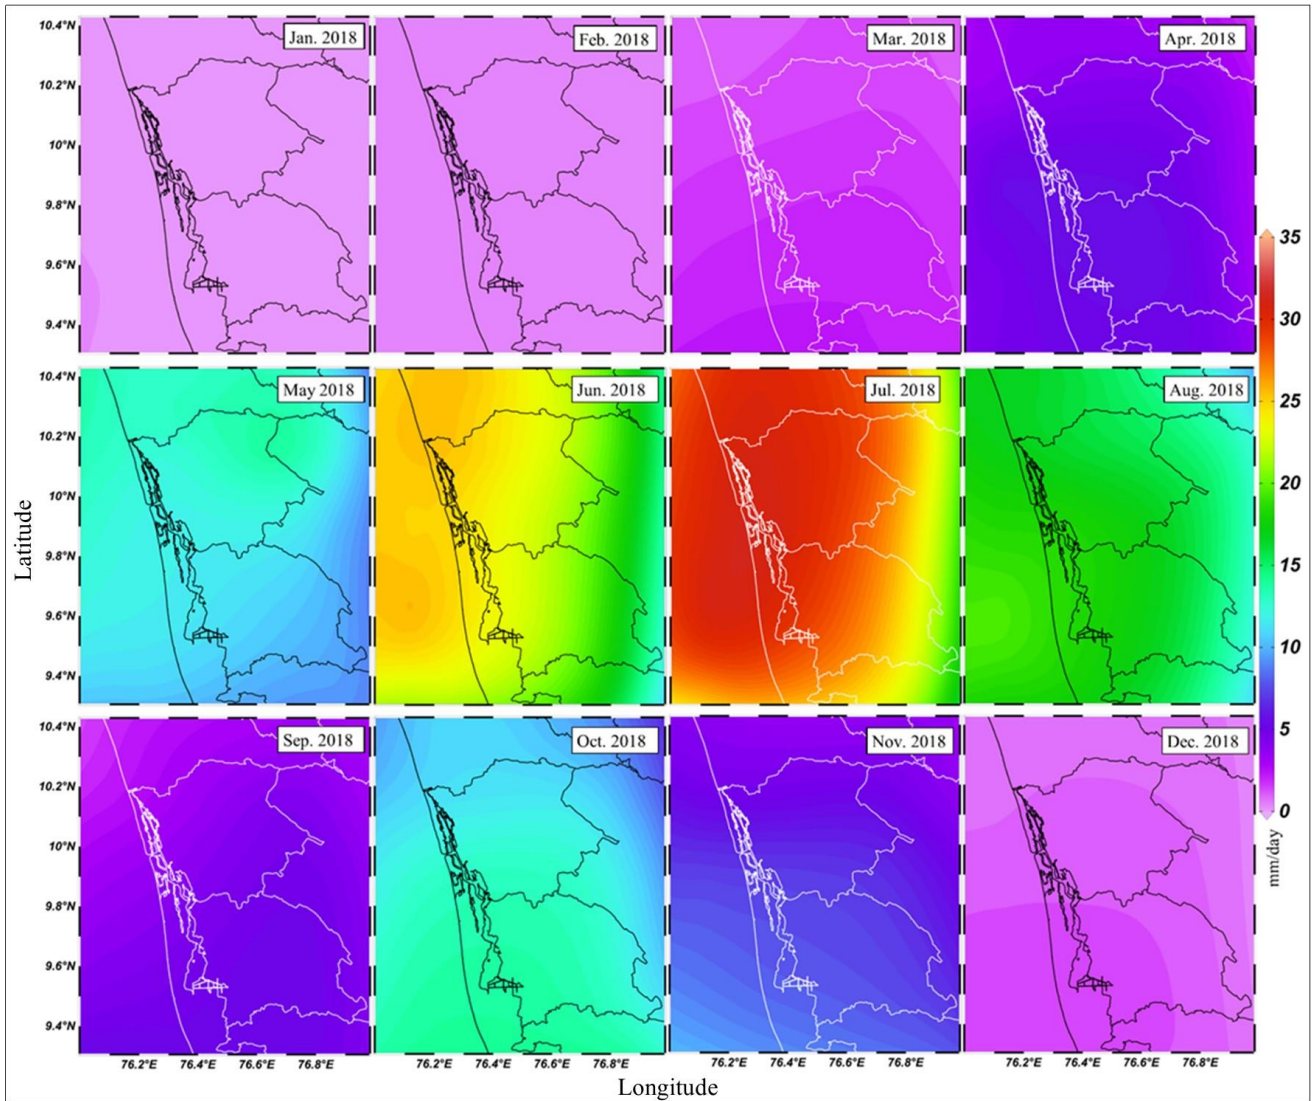 10.4°N
Jan. 2018
Feb. 2018
Mar. 2018
Apr. 2018
10.2°N
10°N
9.8°N
9.6°N
9.4°N
10.4°N
May 2018
Jun. 2018
Jul. 2018
Aug. 2018
10.2°N
10°N
9.8°N
9.6°N
9.4°N
10.4°N
Sep. 2018
Oct. 2018
Nov. 2018
Dec. 2018
10.2°N
10°N
9.8°N
9.6°N
9.4°N
76.2°E 76.4°E 76.6°E 76.8°E
76.2°E 76.4°E 76.6°E 76.8°E
76.2°E 76.4°E 76.6°E 76.8°E
76.2°E 76.4°E 76.6°E 76.8°E
Latitude
Longitude
35
30
25
20
15
10
5
0
mm/day